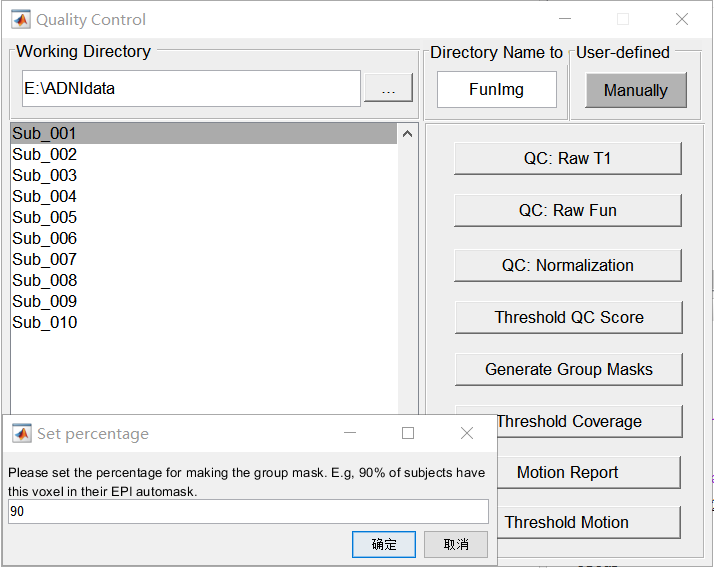 Quality Control
Working Directory
E:\ADNIdata
...
Directory Name to
FunImg
User-defined
Manually
Sub_001
Sub_002
Sub_003
Sub_004
Sub_005
Sub_006
Sub_007
Sub_008
Sub_009
Sub_010
QC: Raw T1
QC: Raw Fun
QC: Normalization
Threshold QC Score
Generate Group Masks
Threshold Coverage
Motion Report
Threshold Motion
Set percentage
Please set the percentage for making the group mask. E.g, 90% of subjects have
this voxel in their EPI automask.
90
确定
取消